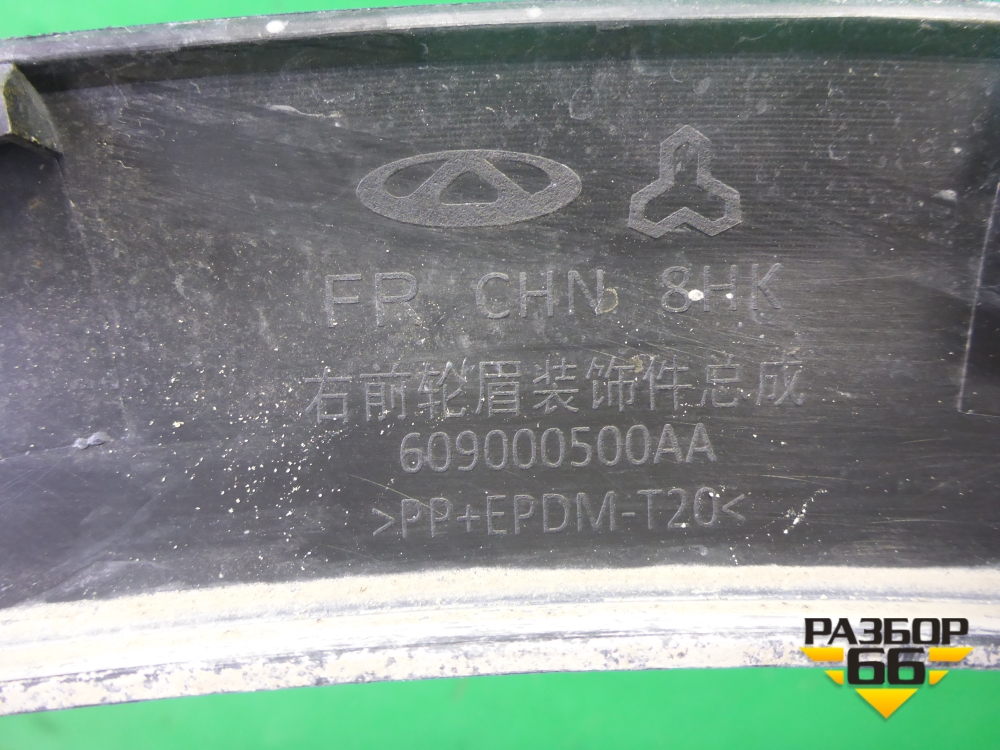 FR CHN 8HK
右前轮眉装饰件总成
609000500AA
>PP+EPDM-T20<
РАЗБОР
66